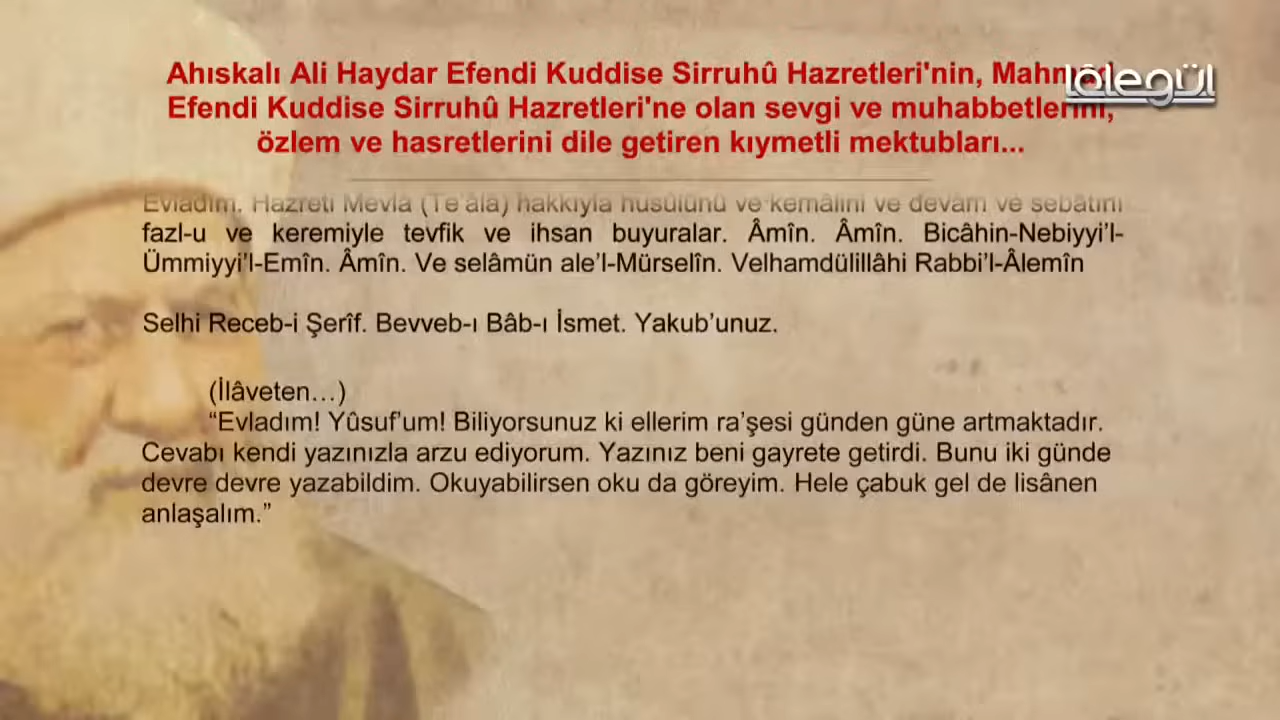 Ahıskalı Ali Haydar Efendi Kuddise Sirruhû Hazretleri'nin, Mahmud
lâlegül
Efendi Kuddise Sirruhû Hazretleri'ne olan sevgi ve muhabbetlerini,
özlem ve hasretlerini dile getiren kıymetli mektubları...
Evladım, Hazreti Mevlâ (Te'âlâ) hakkıyla husûlünü ve kemâlini ve devâm ve sebâtını
fazl-u ve keremiyle tevfik ve ihsan buyuralar. Âmîn. Âmîn. Bicâhin-Nebiyyi’l-
Ümmiyyi’l-Emîn. Âmîn. Ve selâmün ale’l-Mürselîn. Velhamdülillâhi Rabbi’l-Âlemîn
Selhi Receb-i Şerîf. Bevveb-ı Bâb-ı İsmet. Yakub’unuz.
(İlâveten…)
“Evladım! Yûsuf’um! Biliyorsunuz ki ellerim ra’şesi günden güne artmaktadır.
Cevabı kendi yazınızla arzu ediyorum. Yazınız beni gayrete getirdi. Bunu iki günde
devre devre yazabildim. Okuyabilirsen oku da göreyim. Hele çabuk gel de lisânen
anlaşalım.”